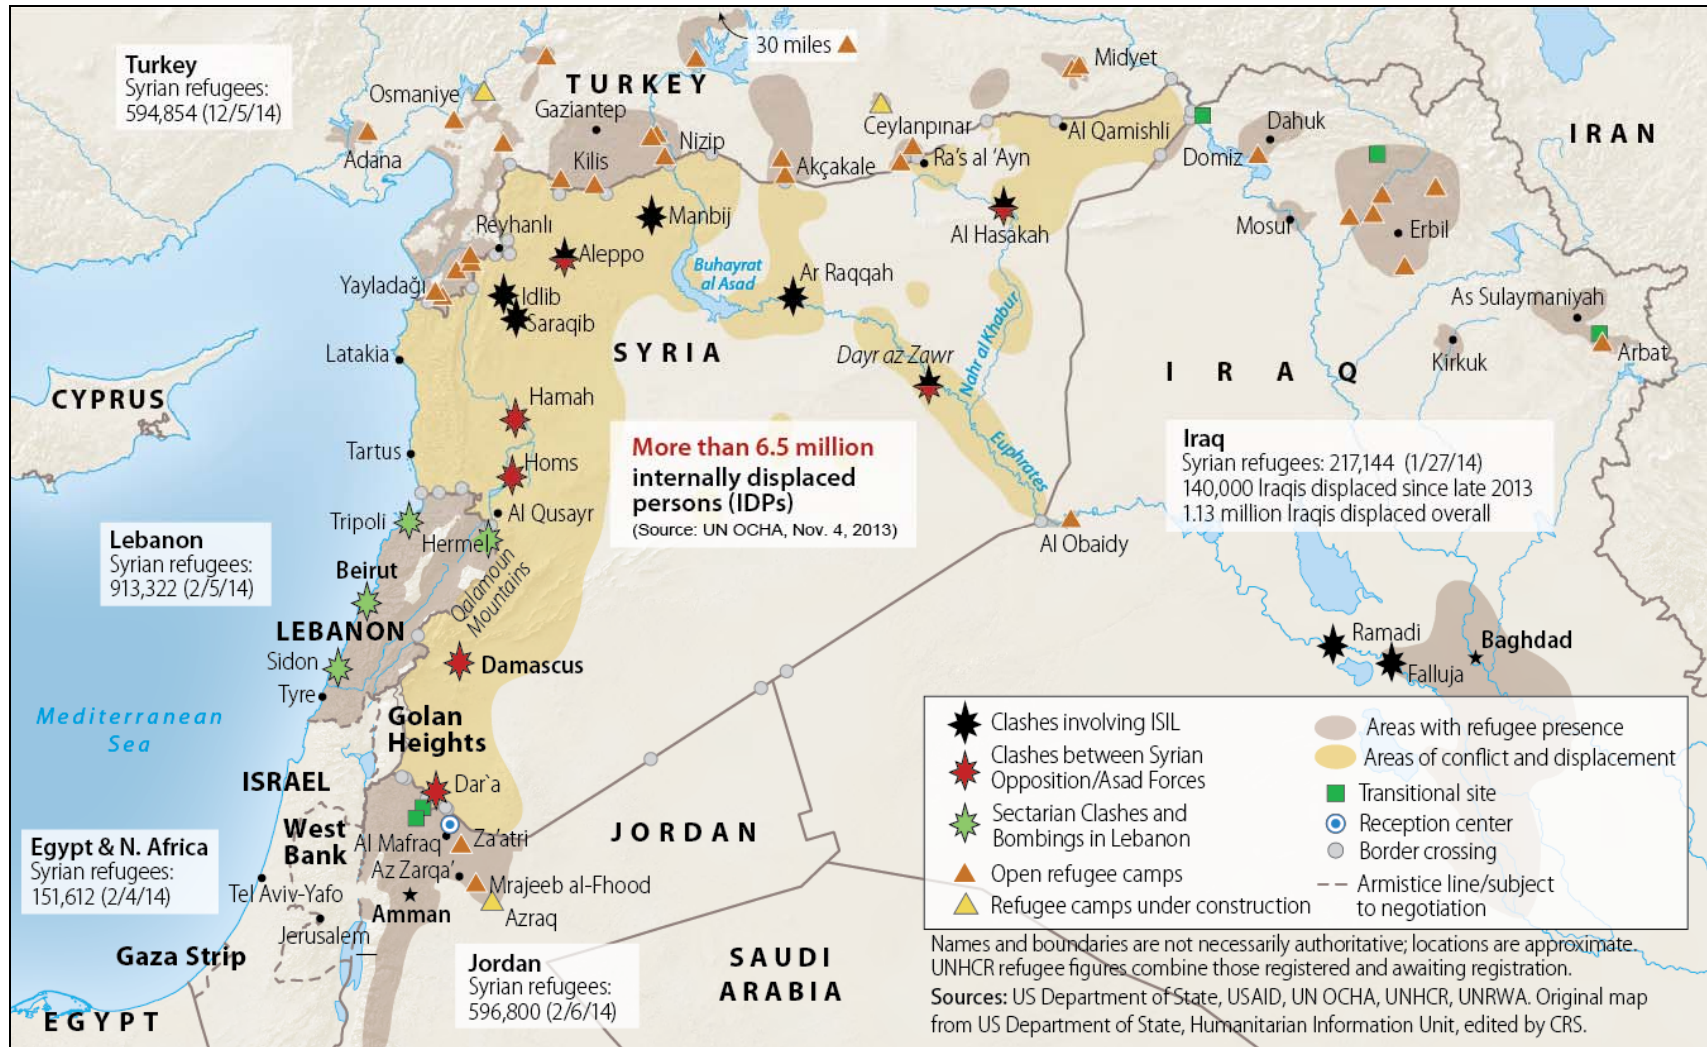 30 miles
Turkey
Syrian refugees:
594,854 (12/5/14)
TURKEY
Midyet
Osmaniye
Gaziantep
Ceylanpınar
Al Qamishli
Dahuk
IRAN
Adana
Kilis
Nizip
Akçakale
Ra's al 'Ayn
Domiz
Reyhanlı
Manbij
Al Hasakah
Mosul
Erbil
Aleppo
Buhayrat
al Asad
Ar Raqqah
Yayladağı
Idlib
Saraqib
Nahr al Khabur
As Sulaymaniyah
Latakia
SYRIA
Dayr az Zawr
Kirkuk
Arbat
IRAQ
CYPRUS
Hamah
Tartus
Homs
More than 6.5 million
internally displaced
persons (IDPs)
(Source: UN OCHA, Nov. 4, 2013)
Euphrates
Iraq
Syrian refugees: 217,144 (1/27/14)
140,000 Iraqis displaced since late 2013
1.13 million Iraqis displaced overall
Tripoli
Al Qusayr
Hermel
Al Obaidy
Lebanon
Syrian refugees:
913,322 (2/5/14)
Beirut
Qalamoun
Mountains
LEBANON
Sidon
Damascus
Ramadi
Baghdad
Falluja
Tyre
Mediterranean
Sea
Golan
Heights
ISRAEL
Dar`a
West
Bank
Al Mafraq
Za'atri
JORDAN
Egypt & N. Africa
Syrian refugees:
151,612 (2/4/14)
Az Zarqa'
Mrajeeb al-Fhood
Tel Aviv-Yafo
Amman
Azraq
Jerusalem
Gaza Strip
Jordan
Syrian refugees:
596,800 (2/6/14)
SAUDI
ARABIA
EGYPT
Clashes involving ISIL
Clashes between Syrian
Opposition/Asad Forces
Sectarian Clashes and
Bombings in Lebanon
Open refugee camps
Refugee camps under construction
Areas with refugee presence
Areas of conflict and displacement
Transitional site
Reception center
Border crossing
Armistice line/subject
to negotiation
Names and boundaries are not necessarily authoritative; locations are approximate.
UNHCR refugee figures combine those registered and awaiting registration.
Sources: US Department of State, USAID, UN OCHA, UNHCR, UNRWA. Original map
from US Department of State, Humanitarian Information Unit, edited by CRS.